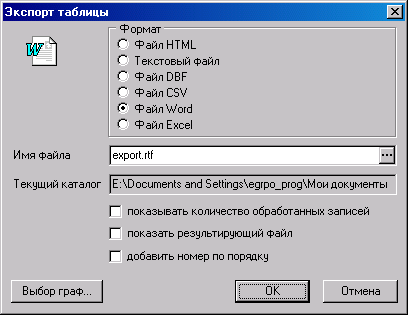 Экспорт таблицы
Формат
Файл HTML
Текстовый файл
Файл DBF
Файл CSV
Файл Word
Файл Excel
Имя файла export.rtf ...
Текущий каталог E:\Documents and Settings\egrpo_prog\Мои документы
показывать количество обработанных записей
показать результирующий файл
добавить номер по порядку
Выбор граф... OK Отмена